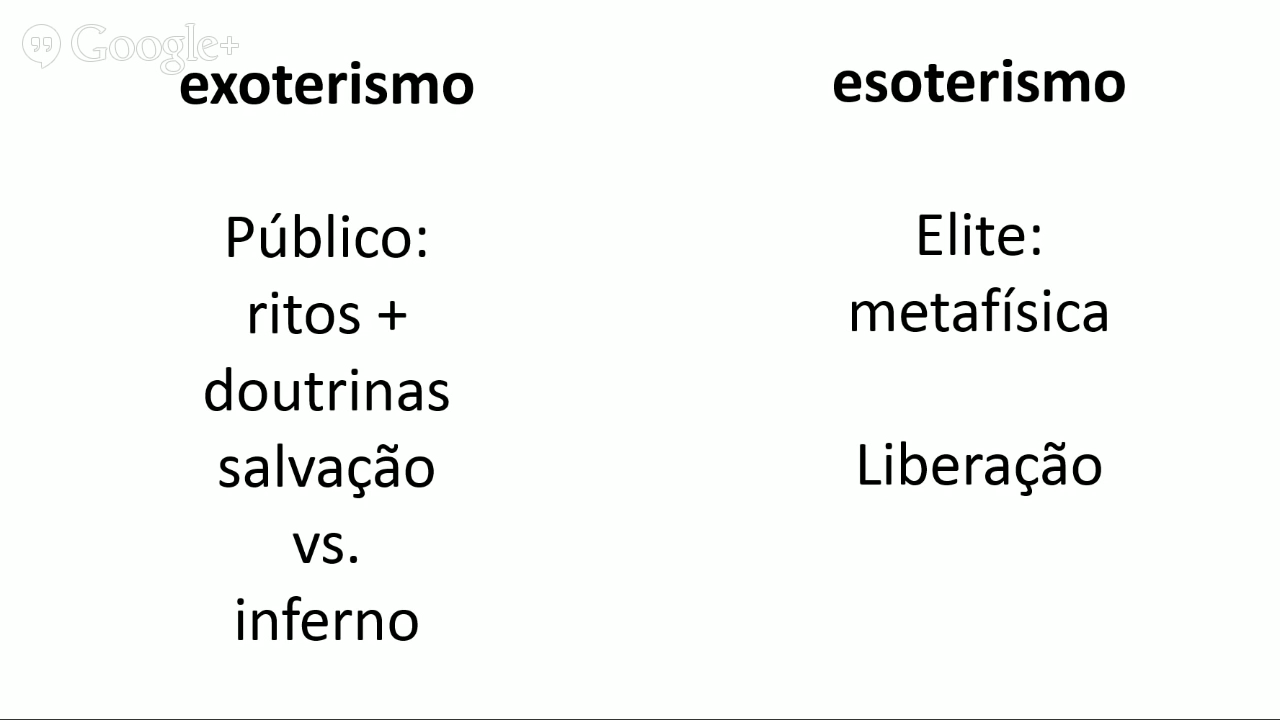 Google+
exoterismo
Público:
ritos +
doutrinas
salvação
vs.
inferno
esoterismo
Elite:
metafísica
Liberação